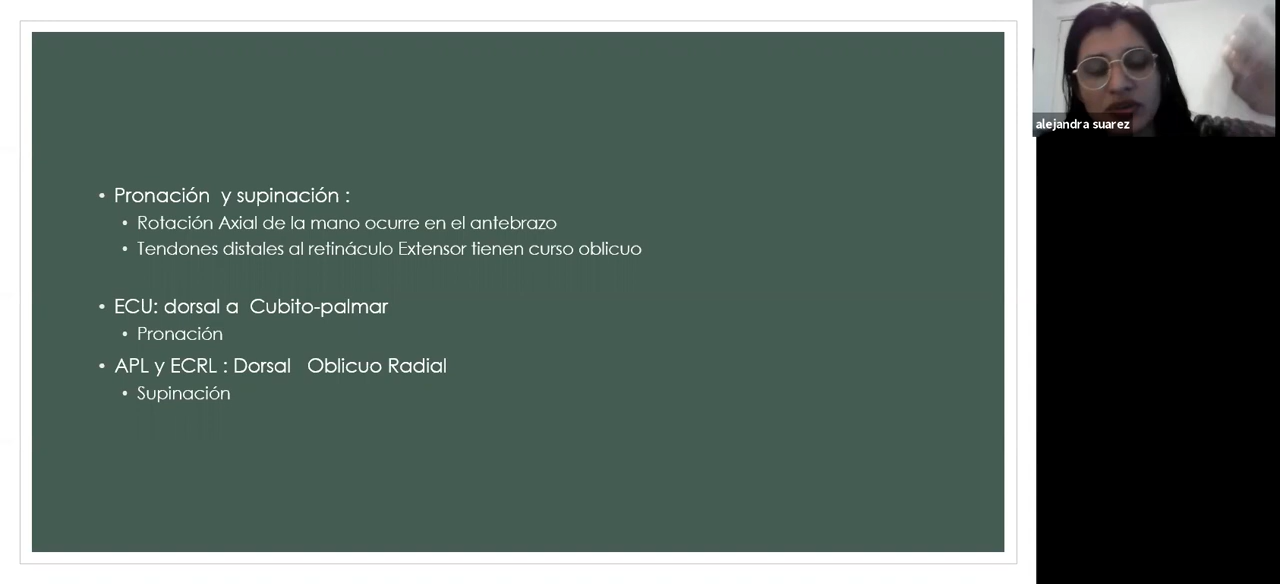 • Pronación y supinación :
• Rotación Axial de la mano ocurre en el antebrazo
• Tendones distales al retináculo Extensor tienen curso oblicuo
• ECU: dorsal a Cubito-palmar
• Pronación
• APL y ECRL : Dorsal Oblicuo Radial
• Supinación
alejandra suarez